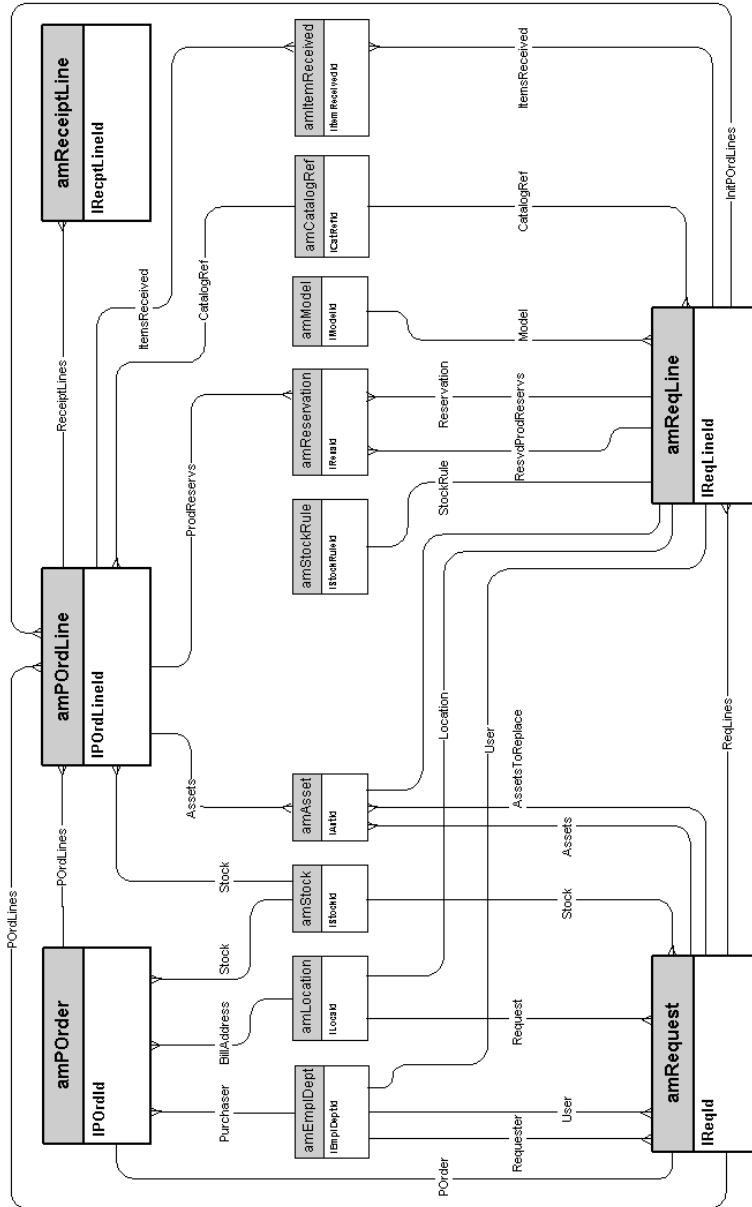 POrdLines
amPOrder
lPOrdId
POrdLines
amPOrdLine
lPOrdLineId
ReceiptLines
amReceiptLine
lRecptLineId
Purchaser
BillAddress
Stock
Stock
Assets
ProdReservs
CatalogRef
ItemsReceived
amEmplDept
lEmplDeptId
amLocation
lLocaId
amStock
lStockId
amAsset
lAstId
amStockRule
lStockRuleId
amReservation
lResId
amModel
lModelId
amCatalogRef
lCatRefId
amItemReceived
lItemReceivedId
POrder
Requester
User
Request
Stock
Assets
AssetsToReplace
User
Location
StockRule
ResvdProdReservs
Reservation
Model
CatalogRef
ItemsReceived
amRequest
lReqId
ReqLines
amReqLine
lReqLineId
InitPOrdLines